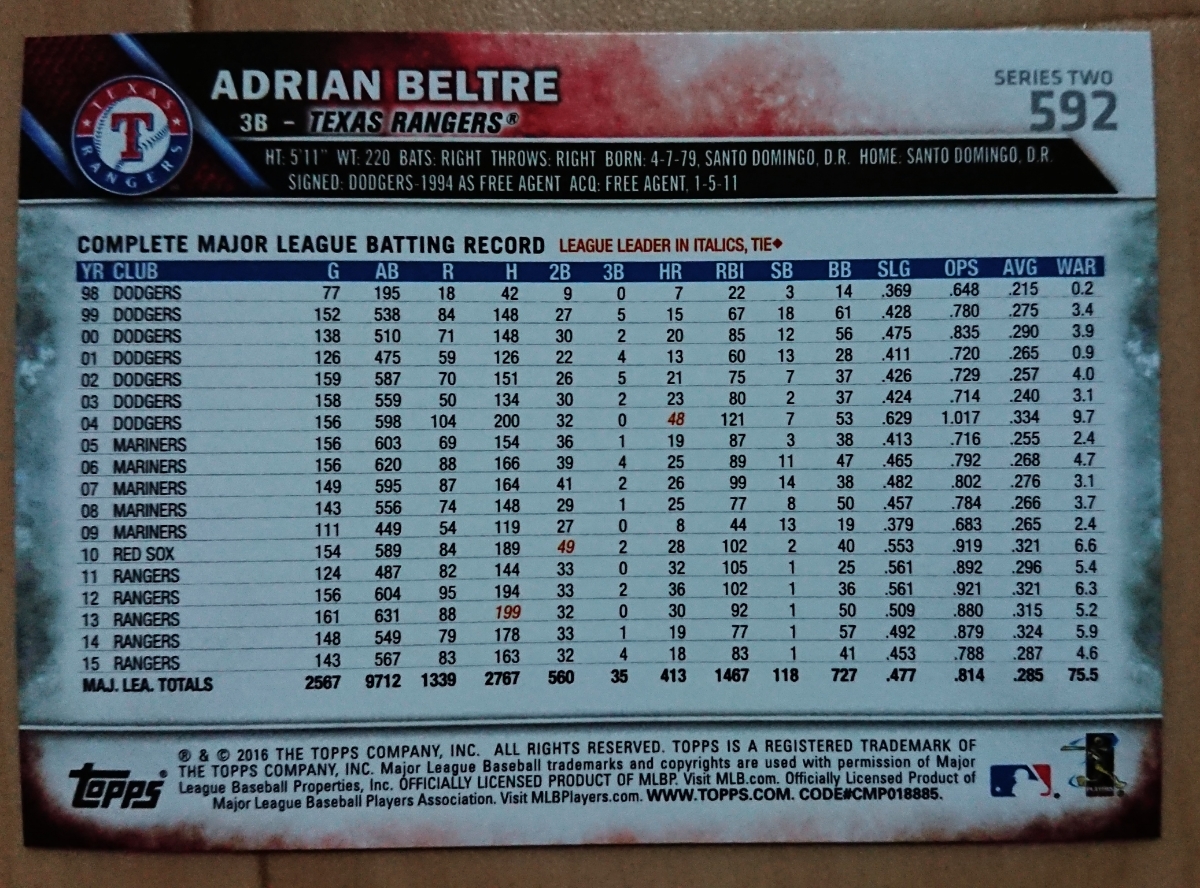 TEXAS
T
RANGERS
ADRIAN BELTRE
3B - TEXAS RANGERS®
SERIES TWO
592
HT: 5'11" WT: 220 BATS: RIGHT THROWS: RIGHT BORN: 4-7-79, SANTO DOMINGO, D.R. HOME: SANTO DOMINGO, D.R.
SIGNED: DODGERS-1994 AS FREE AGENT ACQ: FREE AGENT, 1-5-11
COMPLETE MAJOR LEAGUE BATTING RECORD LEAGUE LEADER IN ITALICS, TIE♦
YR CLUB G AB R H 2B 3B HR RBI SB BB SLG OPS AVG WAR
98 DODGERS 77 195 18 42 9 0 7 22 3 14 .369 .648 .215 0.2
99 DODGERS 152 538 84 148 27 5 15 67 18 61 .428 .780 .275 3.4
00 DODGERS 138 510 71 148 30 2 20 85 12 56 .475 .835 .290 3.9
01 DODGERS 126 475 59 126 22 4 13 60 13 28 .411 .720 .265 0.9
02 DODGERS 159 587 70 151 26 5 21 75 7 37 .426 .729 .257 4.0
03 DODGERS 158 559 50 134 30 2 23 80 2 37 .424 .714 .240 3.1
04 DODGERS 156 598 104 200 32 0 48 121 7 53 .629 1.017 .334 9.7
05 MARINERS 156 603 69 154 36 1 19 87 3 38 .413 .716 .255 2.4
06 MARINERS 156 620 88 166 39 4 25 89 11 47 .465 .792 .268 4.7
07 MARINERS 149 595 87 164 41 2 26 99 14 38 .482 .802 .276 3.1
08 MARINERS 143 556 74 148 29 1 25 77 8 50 .457 .784 .266 3.7
09 MARINERS 111 449 54 119 27 0 8 44 13 19 .379 .683 .265 2.4
10 RED SOX 154 589 84 189 49 2 28 102 2 40 .553 .919 .321 6.6
11 RANGERS 124 487 82 144 33 0 32 105 1 25 .561 .892 .296 5.4
12 RANGERS 156 604 95 194 33 2 36 102 1 36 .561 .921 .321 6.3
13 RANGERS 161 631 88 199 32 0 30 92 1 50 .509 .880 .315 5.2
14 RANGERS 148 549 79 178 33 1 19 77 1 57 .492 .879 .324 5.9
15 RANGERS 143 567 83 163 32 4 18 83 1 41 .453 .788 .287 4.6
MAJ. LEA. TOTALS 2567 9712 1339 2767 560 35 413 1467 118 727 .477 .814 .285 75.5
topps®
® & © 2016 THE TOPPS COMPANY, INC. ALL RIGHTS RESERVED. TOPPS IS A REGISTERED TRADEMARK OF
THE TOPPS COMPANY, INC. Major League Baseball trademarks and copyrights are used with permission of Major
League Baseball Properties, Inc. OFFICIALLY LICENSED PRODUCT OF MLBP. Visit MLB.com. Officially Licensed Product of
Major League Baseball Players Association. Visit MLBPlayers.com. WWW.TOPPS.COM. CODE#CMP018885.